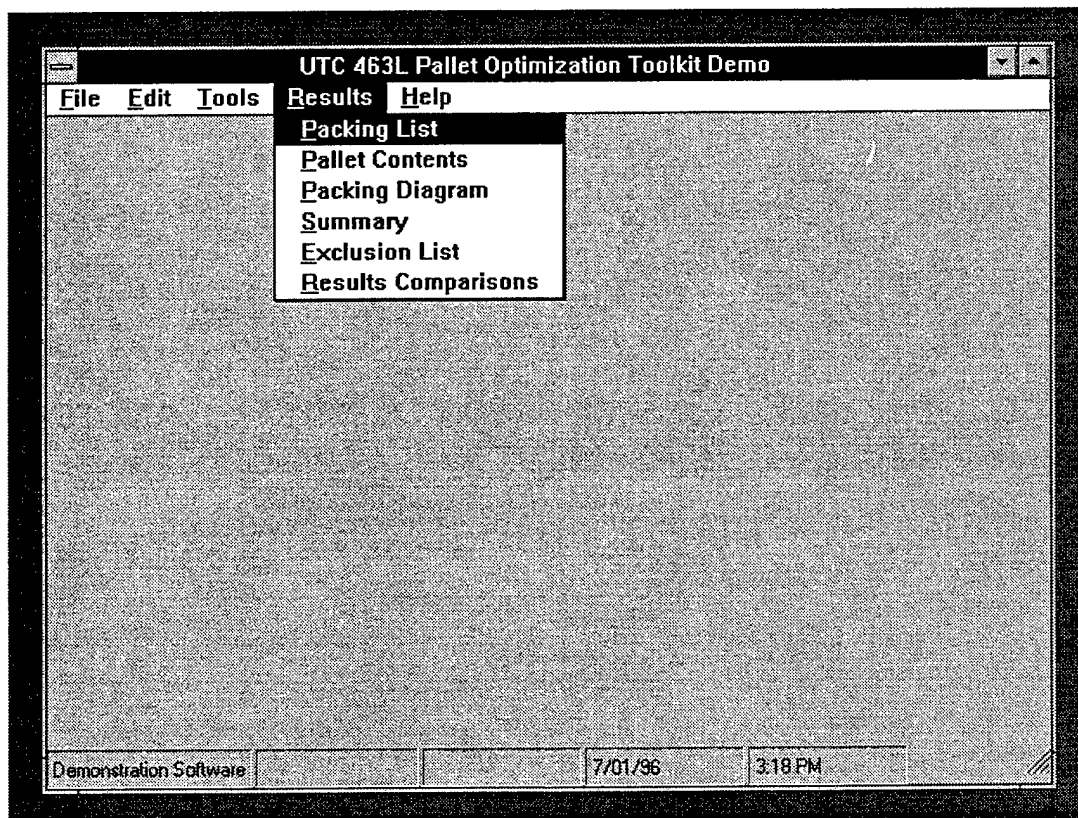 UTC 463L Pallet Optimization Toolkit Demo
File Edit Tools Results Help
Packing List
Pallet Contents
Packing Diagram
Summary
Exclusion List
Results Comparisons
Demonstration Software 7/01/96 3:18 PM